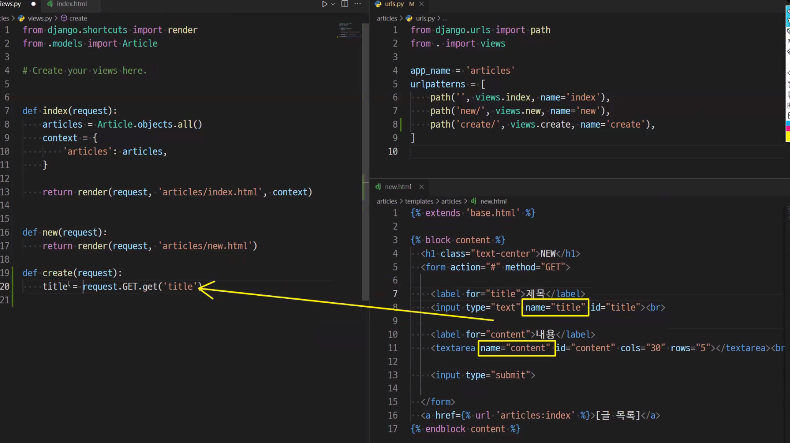 views.py
index.html
views.py > create
1 from django.shortcuts import render
2 from .models import Article
3
4 # Create your views here.
5
6
7 def index(request):
8 articles = Article.objects.all()
9 context = {
10 'articles': articles,
11 }
12
13 return render(request, 'articles/index.html', context)
14
15
16 def new(request):
17 return render(request, 'articles/new.html')
18
19 def create(request):
20 title = request.GET.get('title')
21
urls.py M
articles > urls.py > ...
1 from django.urls import path
2 from . import views
3
4 app_name = 'articles'
5 urlpatterns = [
6 path('', views.index, name='index'),
7 path('new/', views.new, name='new'),
8 path('create/', views.create, name='create'),
9 ]
10
new.html
articles > templates > articles > new.html
1 {% extends 'base.html' %}
2
3 {% block content %}
4 <h1 class="text-center">NEW</h1>
5 <form action="#" method="GET">
6
7 <label for="title">제목</label>
8 <input type="text" name="title" id="title"><br>
9
10 <label for="content">내용</label>
11 <textarea name="content" id="content" cols="30" rows="5"></textarea><br
12
13 <input type="submit">
14
15 </form>
16 <a href={% url 'articles:index' %}>[글 목록]</a>
17 {% endblock content %}